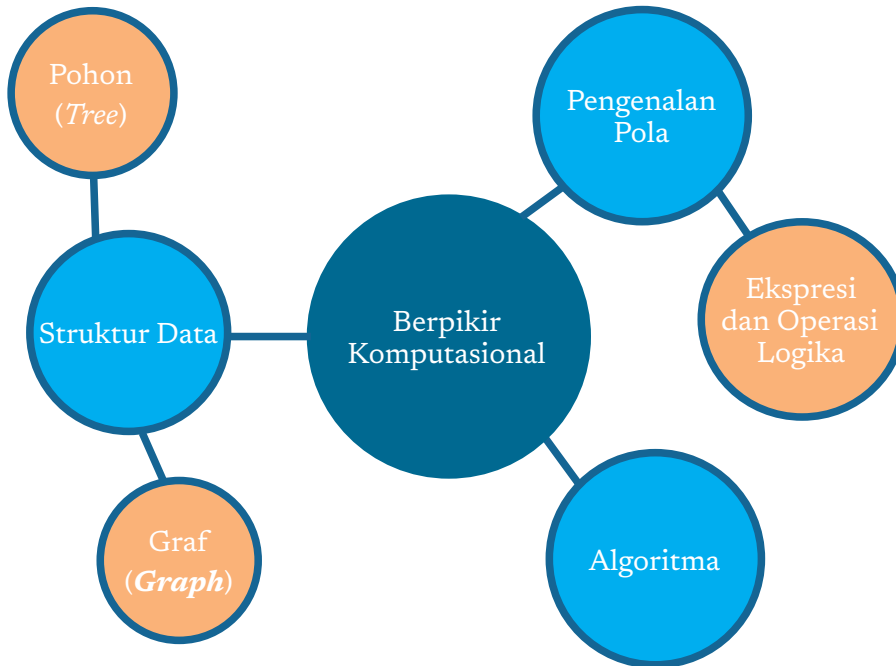 Pohon
(Tree)
Pengenalan
Pola
Ekspresi
dan Operasi
Logika
Berpikir
Komputasional
Struktur Data
Graf
(Graph)
Algoritma